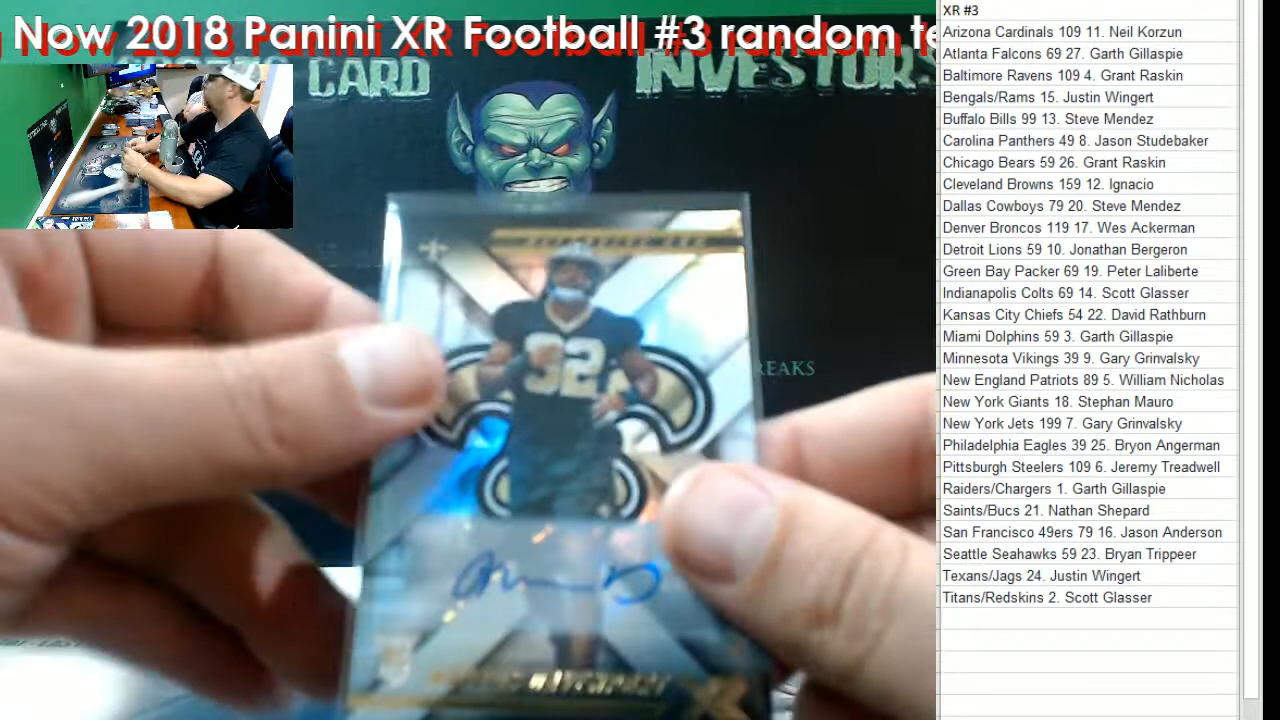 Now 2018 Panini XR Football #3 random te
CARD INVESTORS
REAKS
32
XR
XR #3
Arizona Cardinals 109 11. Neil Korzun
Atlanta Falcons 69 27. Garth Gillaspie
Baltimore Ravens 109 4. Grant Raskin
Bengals/Rams 15. Justin Wingert
Buffalo Bills 99 13. Steve Mendez
Carolina Panthers 49 8. Jason Studebaker
Chicago Bears 59 26. Grant Raskin
Cleveland Browns 159 12. Ignacio
Dallas Cowboys 79 20. Steve Mendez
Denver Broncos 119 17. Wes Ackerman
Detroit Lions 59 10. Jonathan Bergeron
Green Bay Packer 69 19. Peter Laliberte
Indianapolis Colts 69 14. Scott Glasser
Kansas City Chiefs 54 22. David Rathburn
Miami Dolphins 59 3. Garth Gillaspie
Minnesota Vikings 39 9. Gary Grinvalsky
New England Patriots 89 5. William Nicholas
New York Giants 18. Stephan Mauro
New York Jets 199 7. Gary Grinvalsky
Philadelphia Eagles 39 25. Bryon Angerman
Pittsburgh Steelers 109 6. Jeremy Treadwell
Raiders/Chargers 1. Garth Gillaspie
Saints/Bucs 21. Nathan Shepard
San Francisco 49ers 79 16. Jason Anderson
Seattle Seahawks 59 23. Bryan Trippeer
Texans/Jags 24. Justin Wingert
Titans/Redskins 2. Scott Glasser